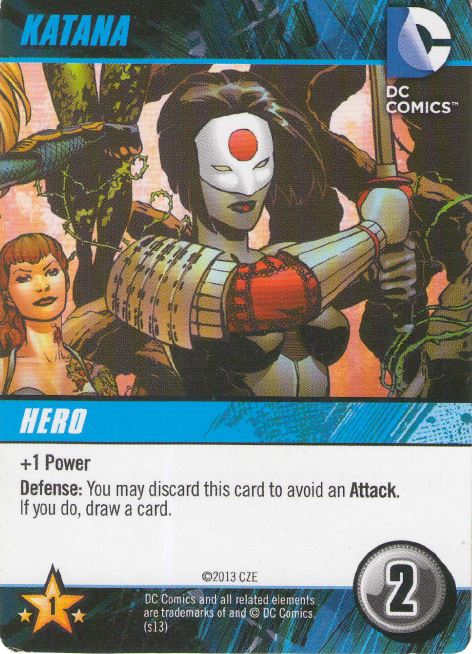 KATANA
DC
COMICS™
HERO
+1 Power
Defense: You may discard this card to avoid an Attack.
If you do, draw a card.
©2013 CZE
1
DC Comics and all related elements
are trademarks of and © DC Comics.
(s13)
2